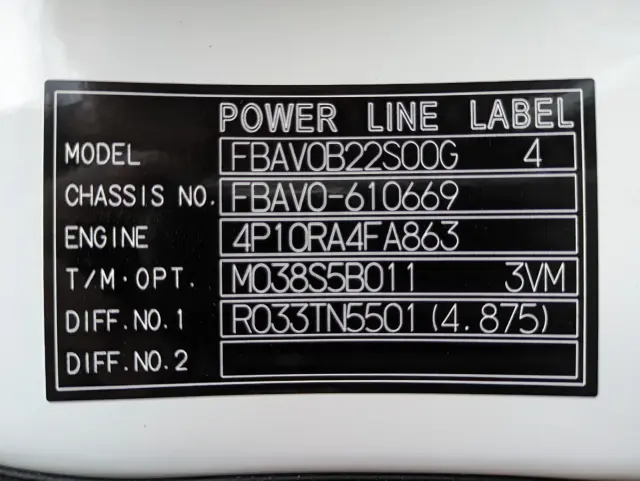 POWER LINE LABEL
MODEL FBAV0B22S00G 4
CHASSIS NO. FBAV0-610669
ENGINE 4P10RA4FA863
T/M·OPT. M038S5B011 3VM
DIFF.NO.1 R033TN5501(4.875)
DIFF.NO.2